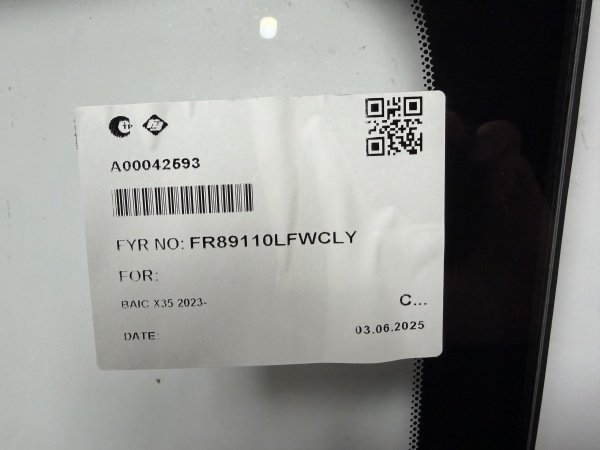 A00042593
FYR NO: FR89110LFWCLY
FOR:
BAIC X35 2023-
C...
DATE:
03.06.2025